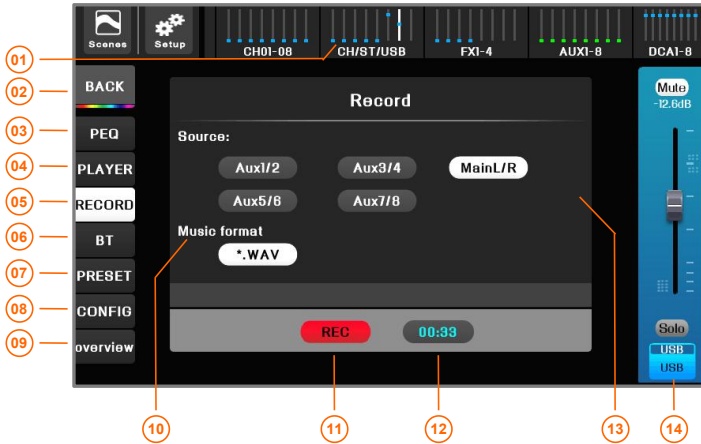 Scenes Setup CH01-08 CH/ST/USB FX1-4 AUX1-8 DCA1-8
01
02 BACK
03 PEQ
04 PLAYER
05 RECORD
06 BT
07 PRESET
08 CONFIG
09 overview
Record
Source:
Aux1/2 Aux3/4 MainL/R
Aux5/6 Aux7/8
Music format
*.WAV
REC 00:33
Mute
-12.6dB
Solo
USB
USB
10 11 12 13 14